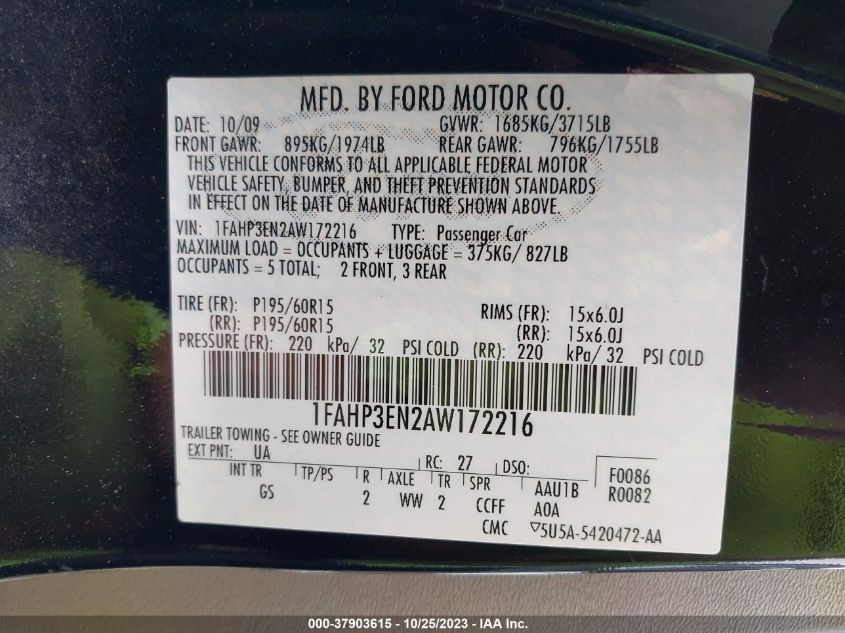 MFD. BY FORD MOTOR CO.
DATE: 10/09 GVWR: 1685KG/3715LB
FRONT GAWR: 895KG/1974LB REAR GAWR: 796KG/1755LB
THIS VEHICLE CONFORMS TO ALL APPLICABLE FEDERAL MOTOR
VEHICLE SAFETY, BUMPER, AND THEFT PREVENTION STANDARDS
IN EFFECT ON THE DATE OF MANUFACTURE SHOWN ABOVE.
VIN: 1FAHP3EN2AW172216 TYPE: Passenger Car
MAXIMUM LOAD = OCCUPANTS + LUGGAGE = 375KG/ 827LB
OCCUPANTS = 5 TOTAL; 2 FRONT, 3 REAR
TIRE (FR): P195/60R15 RIMS (FR): 15x6.0J
(RR): P195/60R15 (RR): 15x6.0J
PRESSURE (FR): 220 kPa/ 32 PSI COLD (RR): 220 kPa/ 32 PSI COLD
1FAHP3EN2AW172216
TRAILER TOWING - SEE OWNER GUIDE
EXT PNT: UA RC: 27 DSO: F0086
INT TR TP/PS R AXLE TR SPR AAU1B R0082
GS 2 WW 2 CCFF AOA
CMC ▽5U5A-5420472-AA
000-37903615 - 10/25/2023 - IAA Inc.